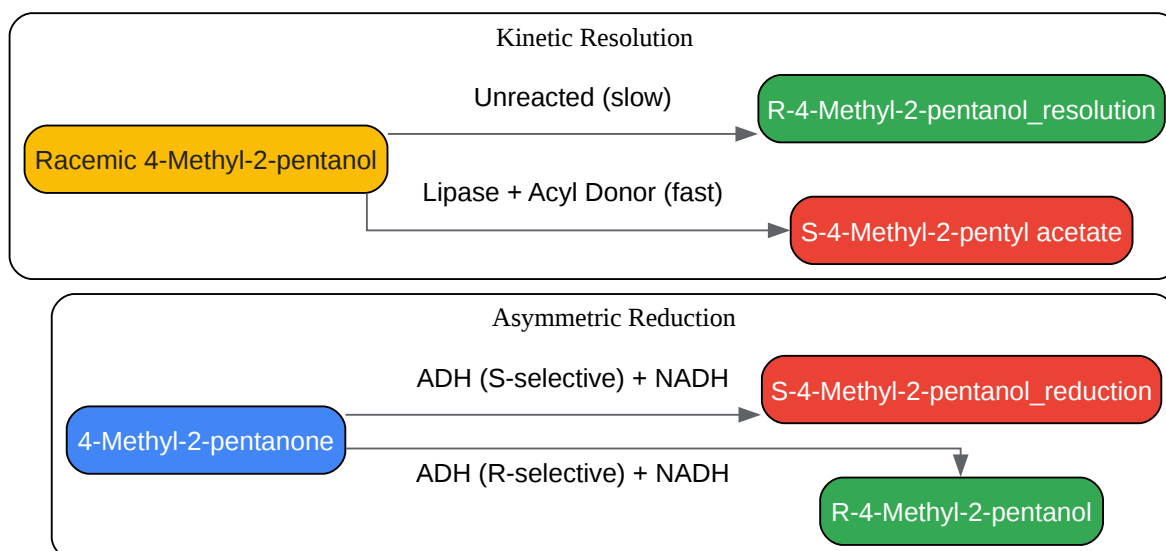 Kinetic Resolution
Unreacted (slow)
R-4-Methyl-2-pentanol_resolution
Racemic 4-Methyl-2-pentanol
Lipase + Acyl Donor (fast)
S-4-Methyl-2-pentyl acetate
Asymmetric Reduction
ADH (S-selective) + NADH
S-4-Methyl-2-pentanol_reduction
4-Methyl-2-pentanone
ADH (R-selective) + NADH
R-4-Methyl-2-pentanol